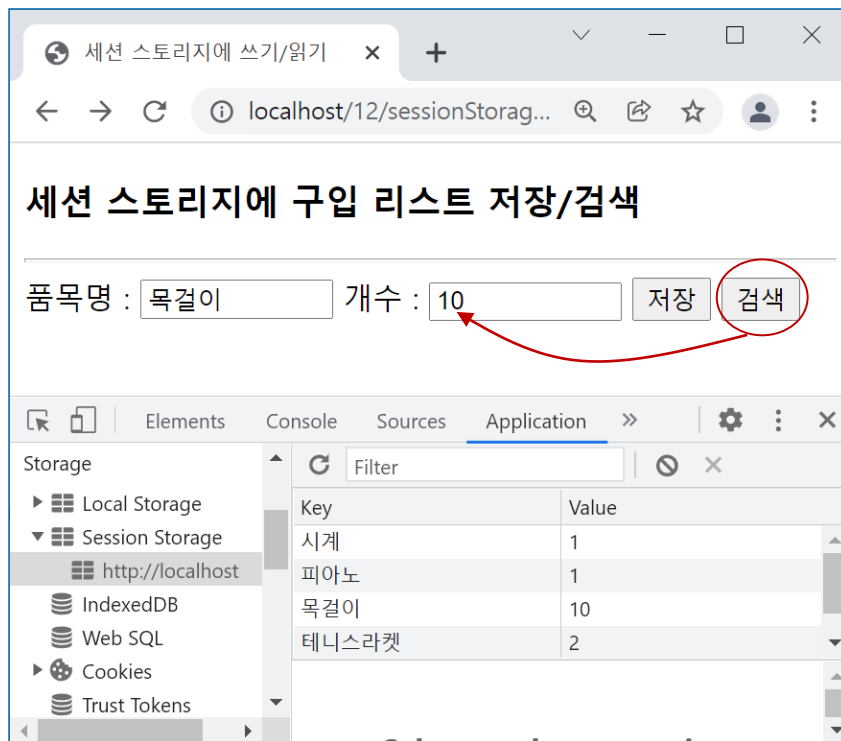 세션 스토리지에 쓰기/읽기
localhost/12/sessionStorag...
세션 스토리지에 구입 리스트 저장/검색
품목명 : 목걸이 개수 : 10 저장 검색
Elements Console Sources Application
Storage
Filter
Local Storage
Session Storage
http://localhost
IndexedDB
Web SQL
Cookies
Trust Tokens
Key Value
시계 1
피아노 1
목걸이 10
테니스라켓 2